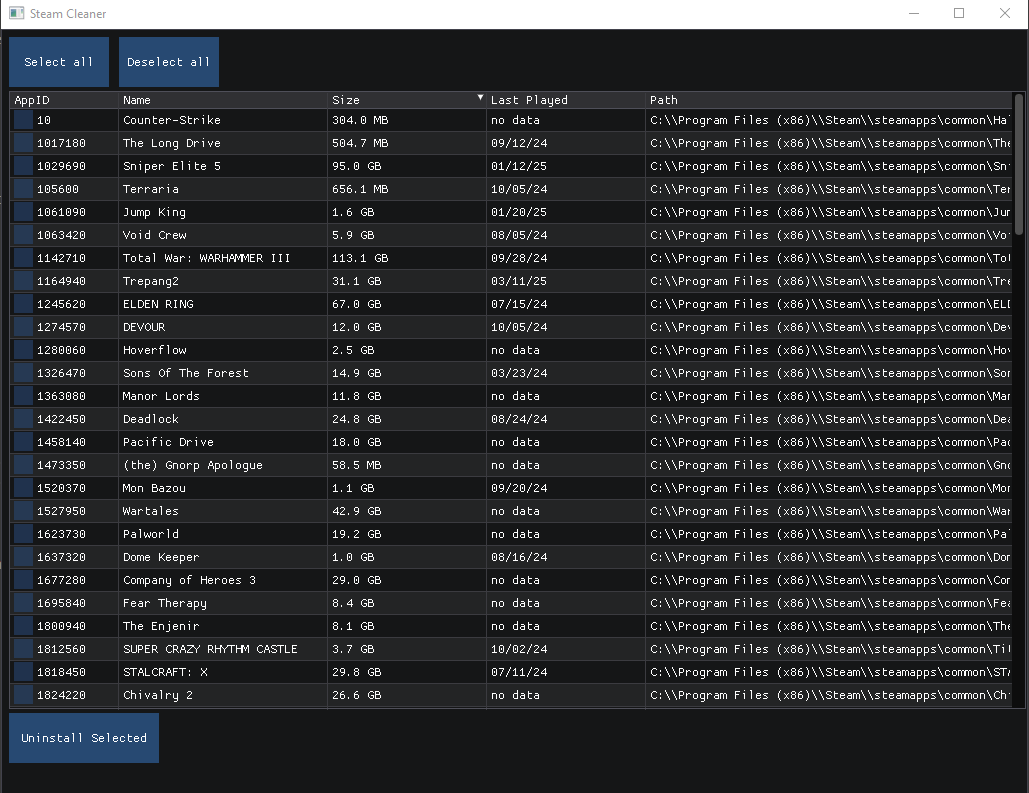 Steam Cleaner
Select all Deselect all
AppID Name Size Last Played Path
10 Counter-Strike 304.0 MB no data C:\\Program Files (x86)\\Steam\\steamapps\common\Hal
1017180 The Long Drive 504.7 MB 09/12/24 C:\\Program Files (x86)\\Steam\\steamapps\common\The
1029690 Sniper Elite 5 95.0 GB 01/12/25 C:\\Program Files (x86)\\Steam\\steamapps\common\Sni
105600 Terraria 656.1 MB 10/05/24 C:\\Program Files (x86)\\Steam\\steamapps\common\Ter
1061090 Jump King 1.6 GB 01/20/25 C:\\Program Files (x86)\\Steam\\steamapps\common\Jum
1063420 Void Crew 5.9 GB 08/05/24 C:\\Program Files (x86)\\Steam\\steamapps\common\Voi
1142710 Total War: WARHAMMER III 113.1 GB 09/28/24 C:\\Program Files (x86)\\Steam\\steamapps\common\Tot
1164940 Trepang2 31.1 GB 03/11/25 C:\\Program Files (x86)\\Steam\\steamapps\common\Tre
1245620 ELDEN RING 67.0 GB 07/15/24 C:\\Program Files (x86)\\Steam\\steamapps\common\ELD
1274570 DEVOUR 12.0 GB 10/05/24 C:\\Program Files (x86)\\Steam\\steamapps\common\Dev
1280060 Hoverflow 2.5 GB no data C:\\Program Files (x86)\\Steam\\steamapps\common\Hov
1326470 Sons Of The Forest 14.9 GB 03/23/24 C:\\Program Files (x86)\\Steam\\steamapps\common\Son
1363080 Manor Lords 11.8 GB no data C:\\Program Files (x86)\\Steam\\steamapps\common\Man
1422450 Deadlock 24.8 GB 08/24/24 C:\\Program Files (x86)\\Steam\\steamapps\common\Dea
1458140 Pacific Drive 18.0 GB no data C:\\Program Files (x86)\\Steam\\steamapps\common\Pac
1473350 (the) Gnorp Apologue 58.5 MB no data C:\\Program Files (x86)\\Steam\\steamapps\common\Gno
1520370 Mon Bazou 1.1 GB 09/20/24 C:\\Program Files (x86)\\Steam\\steamapps\common\Mon
1527950 Wartales 42.9 GB no data C:\\Program Files (x86)\\Steam\\steamapps\common\War
1623730 Palworld 19.2 GB no data C:\\Program Files (x86)\\Steam\\steamapps\common\Pal
1637320 Dome Keeper 1.0 GB 08/16/24 C:\\Program Files (x86)\\Steam\\steamapps\common\Dom
1677280 Company of Heroes 3 29.0 GB no data C:\\Program Files (x86)\\Steam\\steamapps\common\Com
1695840 Fear Therapy 8.4 GB no data C:\\Program Files (x86)\\Steam\\steamapps\common\Fea
1800940 The Enjenir 8.1 GB no data C:\\Program Files (x86)\\Steam\\steamapps\common\The
1812560 SUPER CRAZY RHYTHM CASTLE 3.7 GB 10/02/24 C:\\Program Files (x86)\\Steam\\steamapps\common\Tit
1818450 STALCRAFT: X 29.8 GB 07/11/24 C:\\Program Files (x86)\\Steam\\steamapps\common\STA
1824220 Chivalry 2 26.6 GB no data C:\\Program Files (x86)\\Steam\\steamapps\common\Chi
Uninstall Selected